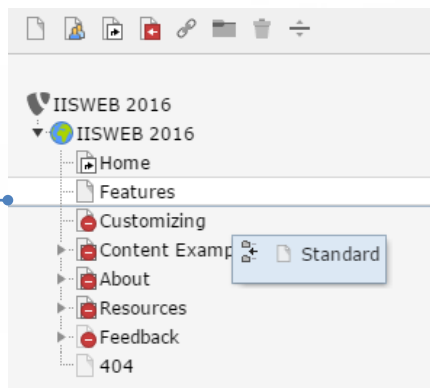 IISWEB 2016
IISWEB 2016
Home
Features
Customizing
Content Examp
Standard
About
Resources
Feedback
404